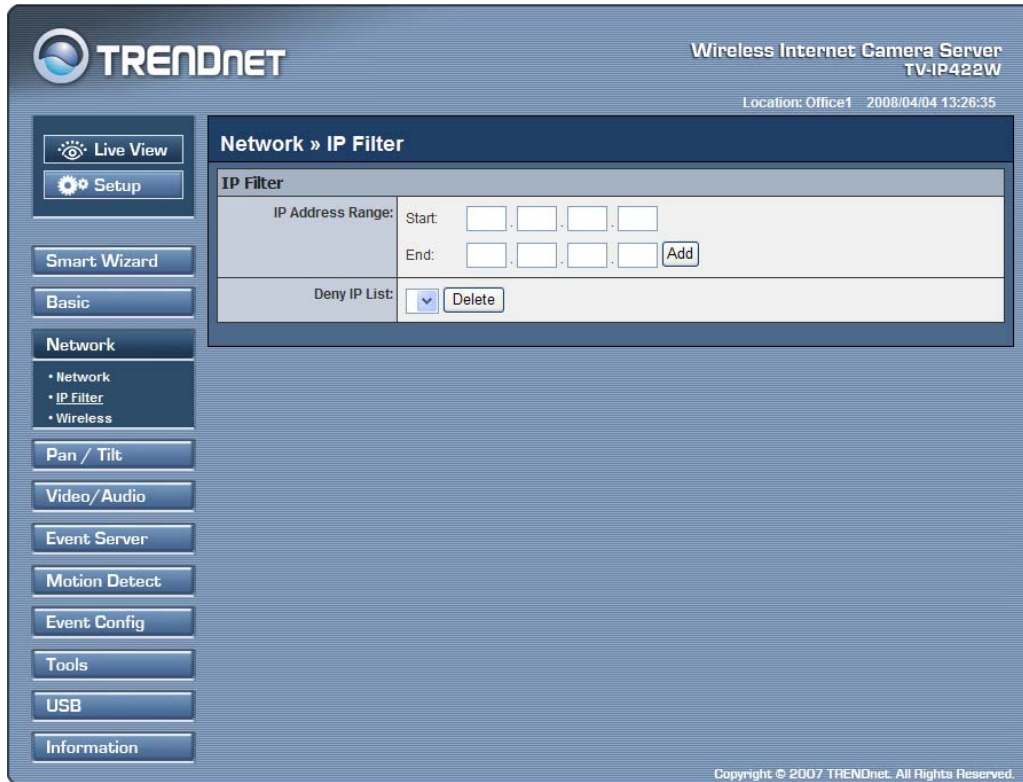 TRENDNET
Wireless Internet Camera Server
TV-IP422W
Location: Office1 2008/04/04 13:26:35
Live View
Setup
Network » IP Filter
IP Filter
IP Address Range:
Start:
. . .
End:
. . .
Add
Deny IP List:
Delete
Smart Wizard
Basic
Network
• Network
• IP Filter
• Wireless
Pan / Tilt
Video/Audio
Event Server
Motion Detect
Event Config
Tools
USB
Information
Copyright © 2007 TRENDnet. All Rights Reserved.